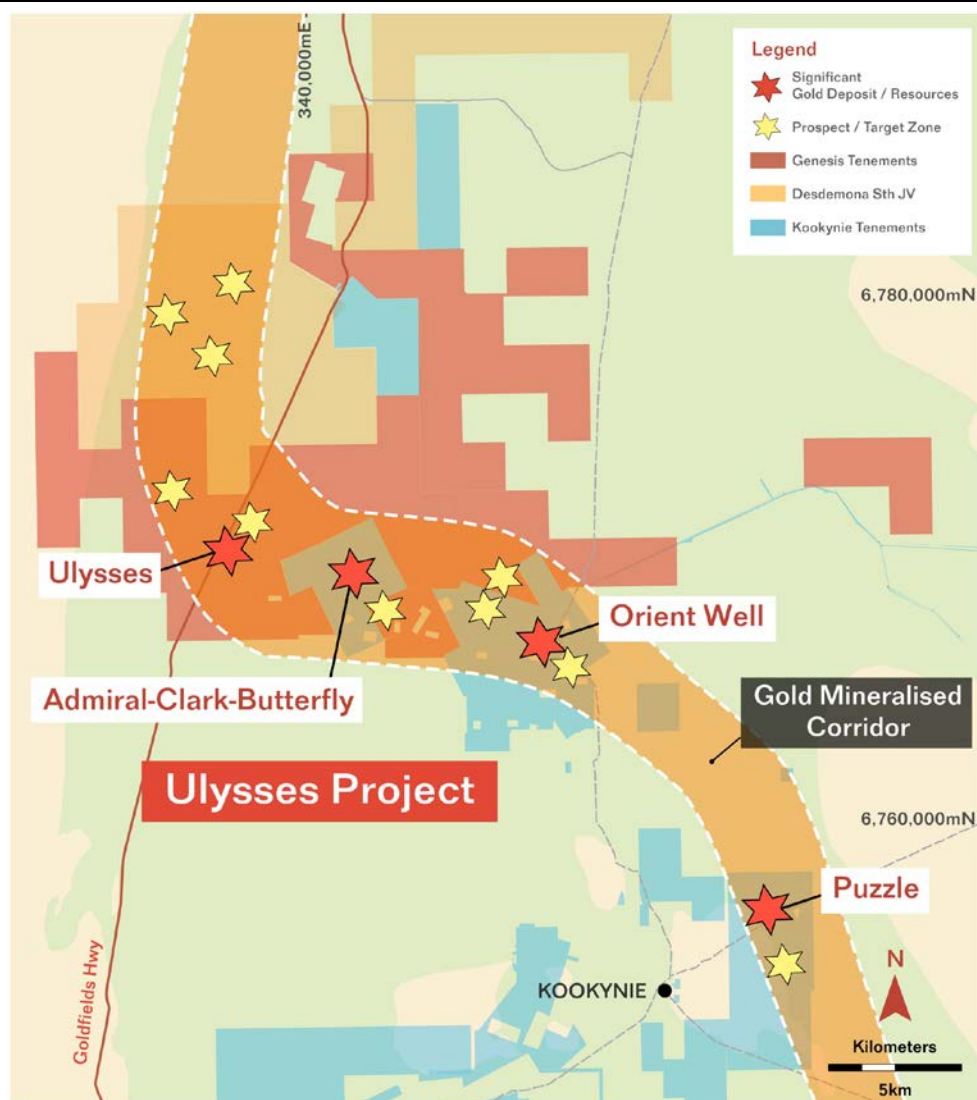 340,000mE
Legend
Significant
Gold Deposit / Resources
Prospect / Target Zone
Genesis Tenements
Desdemona Sth JV
Kookynie Tenements
6,780,000mN
Ulysses
Orient Well
Admiral-Clark-Butterfly
Gold Mineralised
Corridor
Ulysses Project
6,760,000mN
Puzzle
Goldfields Hwy
KOOKYNIE
N
Kilometers
5km